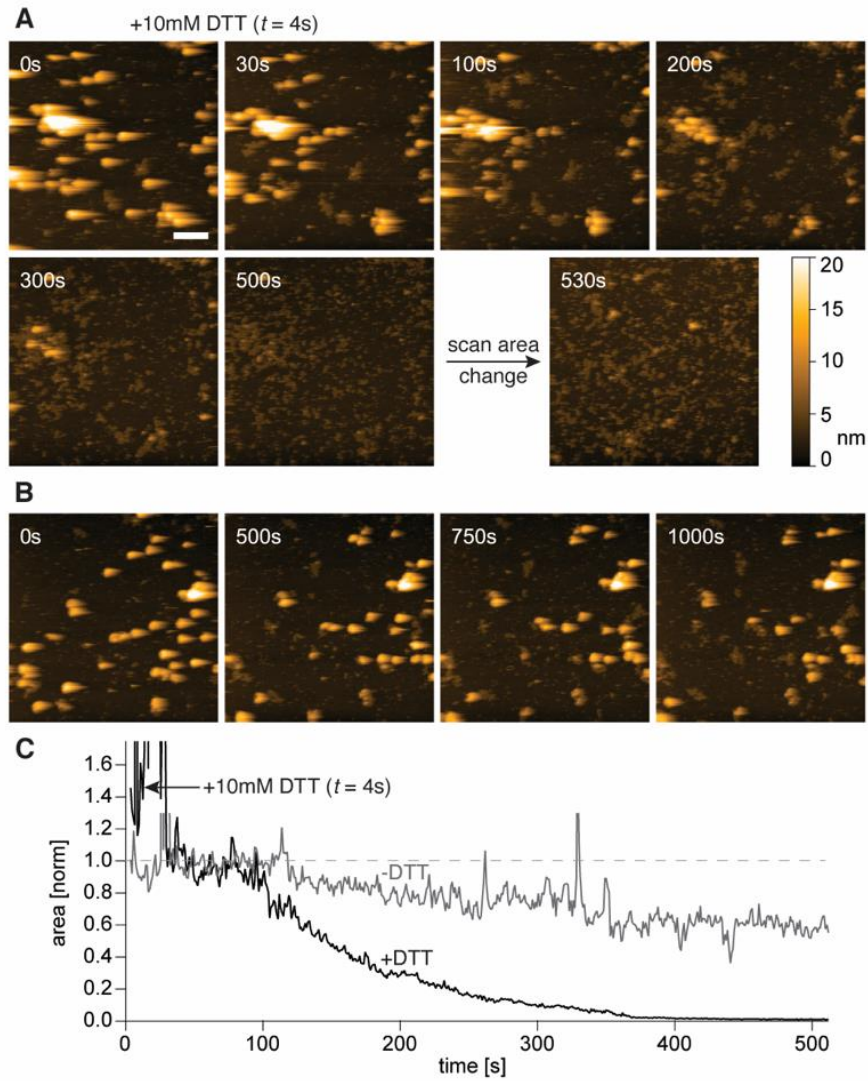 A
+10mM DTT (t = 4s)
0s
30s
100s
200s
300s
500s
scan area
change
530s
20
15
10
5
nm
0
B
0s
500s
750s
1000s
C
1.6
1.4
1.2
1.0
0.8
0.6
0.4
0.2
0.0
area [norm]
+10mM DTT (t = 4s)
-DTT
+DTT
0
100
200
300
400
500
time [s]